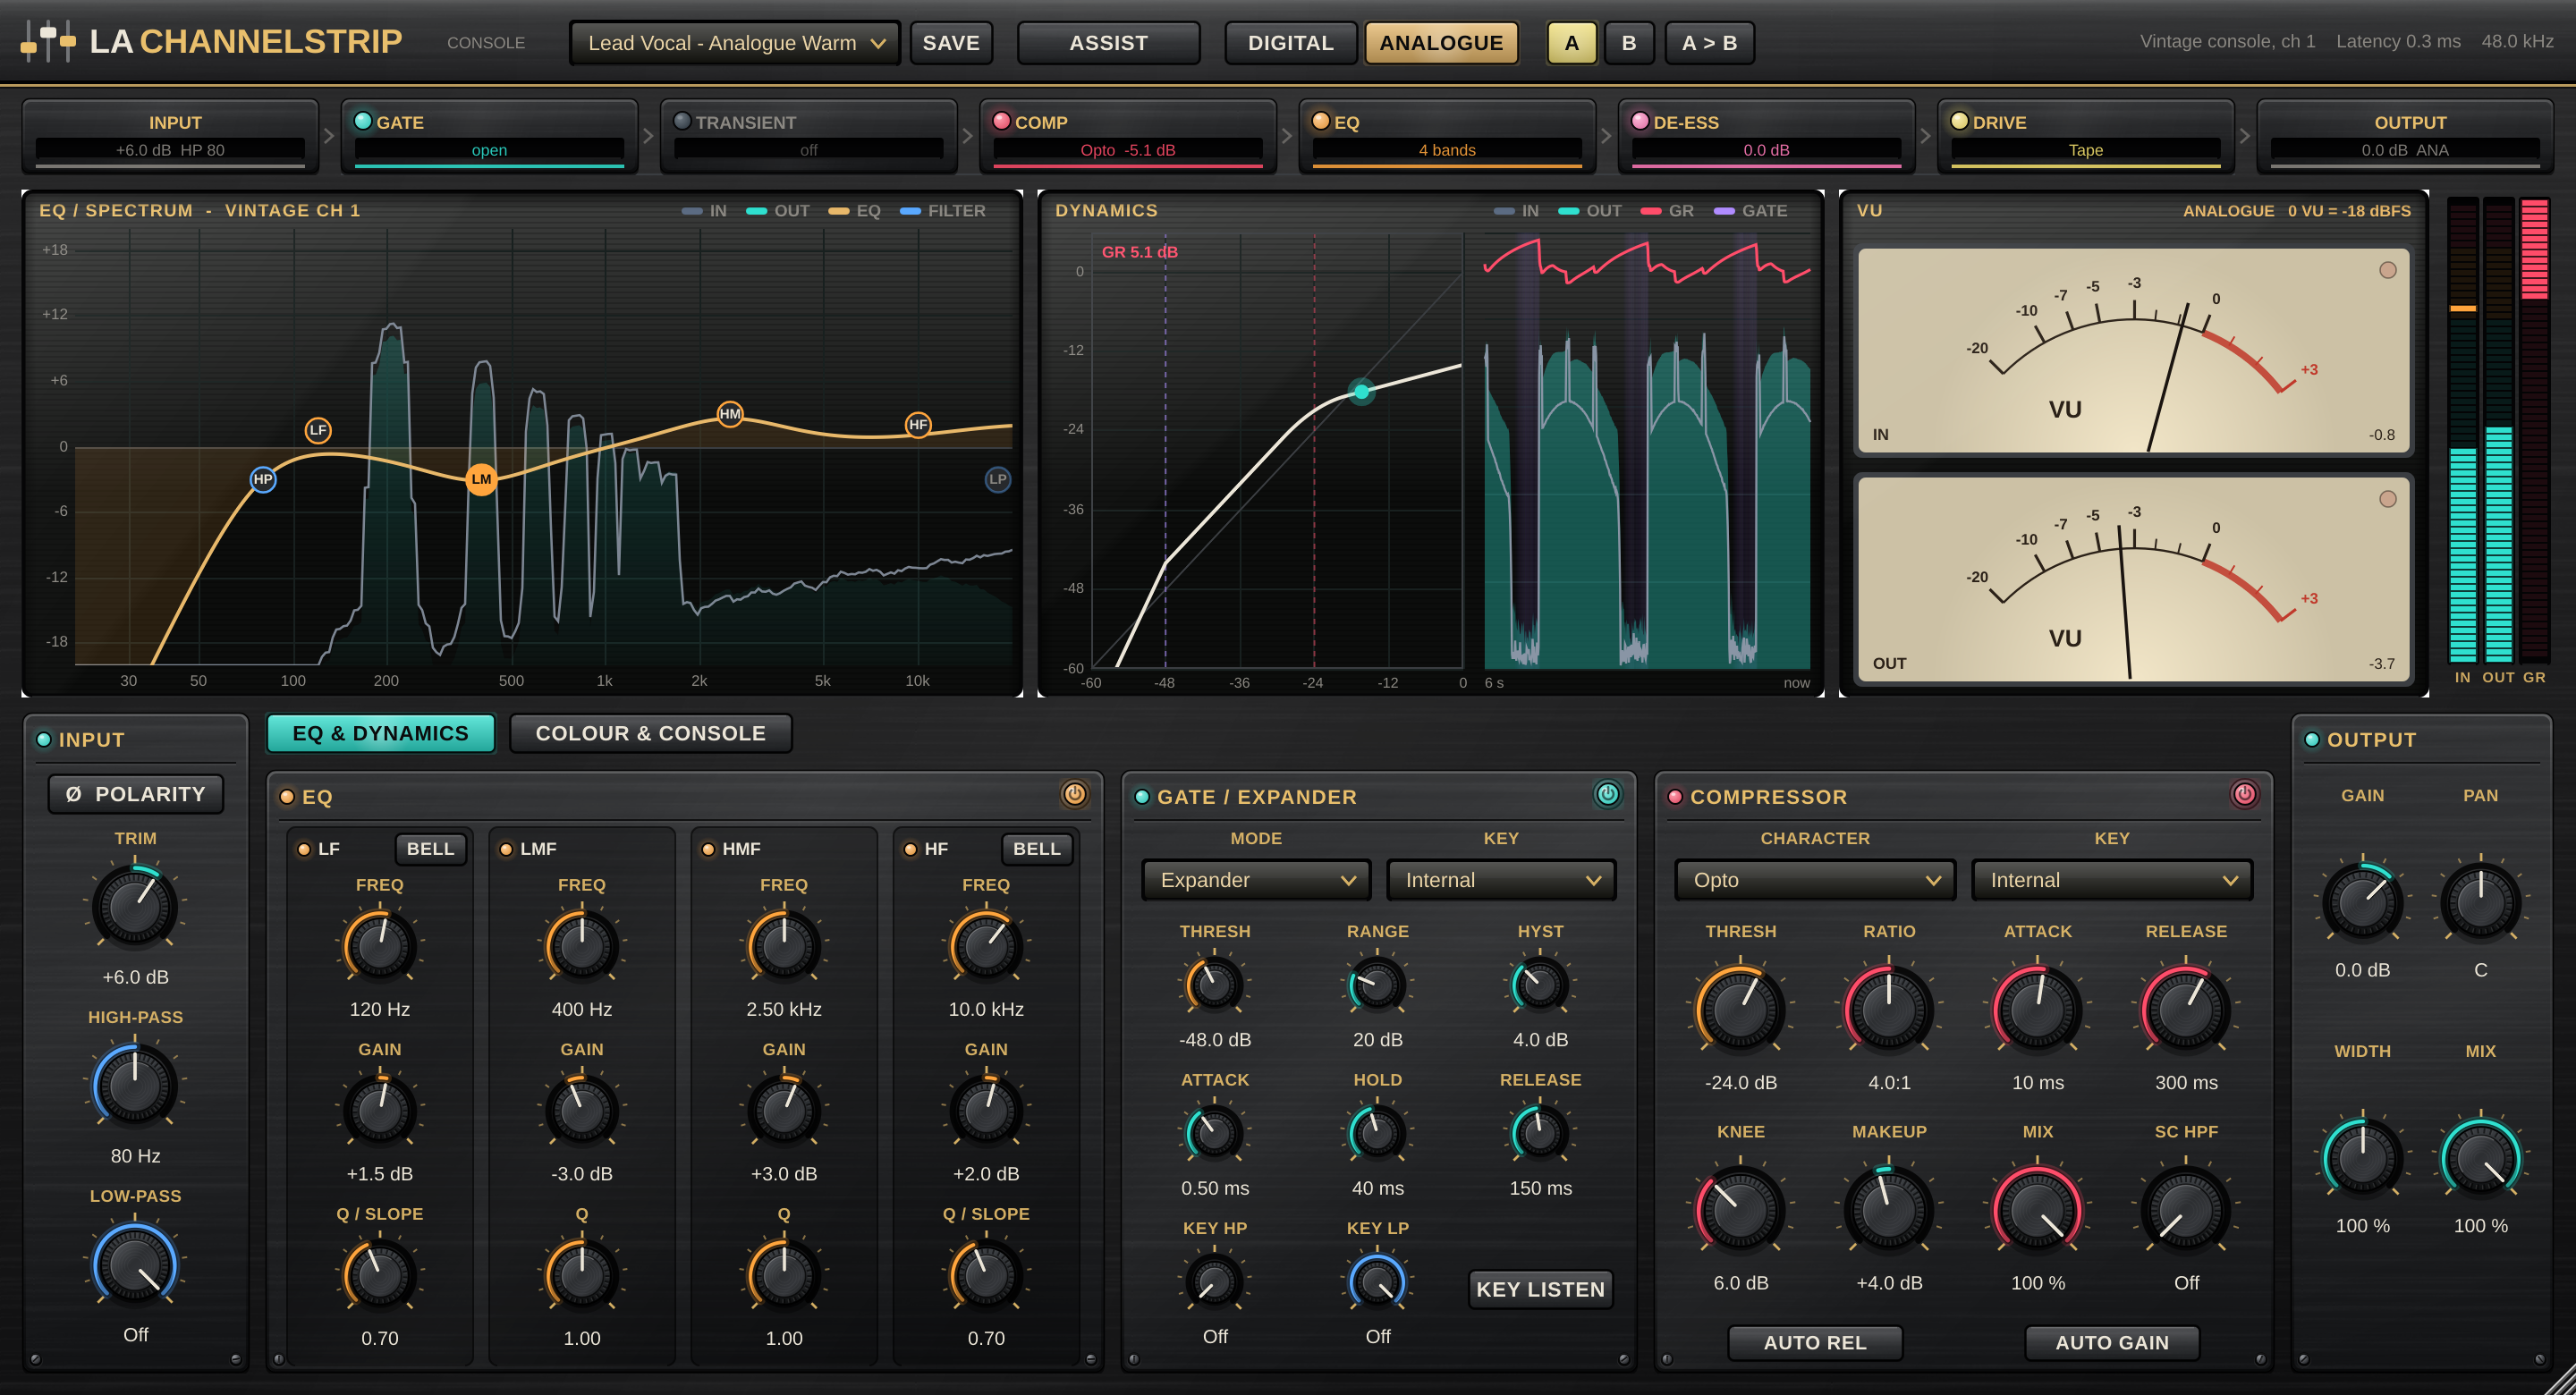 LA CHANNELSTRIP CONSOLE Lead Vocal - Analogue Warm SAVE ASSIST DIGITAL ANALOGUE A B A > B Vintage console, ch 1 Latency 0.3 ms 48.0 kHz
INPUT GATE TRANSIENT COMP EQ DE-ESS DRIVE OUTPUT
+6.0 dB HP 80 open off Opto -5.1 dB 4 bands 0.0 dB Tape 0.0 dB ANA
EQ / SPECTRUM - VINTAGE CH 1 IN OUT EQ FILTER
+18
+12
+6
0
-6
-12
-18
LF HM HF
HP LM LP
30 50 100 200 500 1k 2k 5k 10k
DYNAMICS IN OUT GR GATE
GR 5.1 dB
0
-12
-24
-36
-48
-60
-60 -48 -36 -24 -12 0 6 s now
VU ANALOGUE 0 VU = -18 dBFS
-20 -10 -7 -5 -3 0 +3
VU
IN -0.8
-20 -10 -7 -5 -3 0 +3
VU
OUT -3.7
IN OUT GR
INPUT
Ø POLARITY
TRIM
+6.0 dB
HIGH-PASS
80 Hz
LOW-PASS
Off
EQ & DYNAMICS COLOUR & CONSOLE
EQ
LF BELL LMF HMF HF BELL
FREQ FREQ FREQ FREQ
120 Hz 400 Hz 2.50 kHz 10.0 kHz
GAIN GAIN GAIN GAIN
+1.5 dB -3.0 dB +3.0 dB +2.0 dB
Q / SLOPE Q Q Q / SLOPE
0.70 1.00 1.00 0.70
GATE / EXPANDER
MODE KEY
Expander Internal
THRESH RANGE HYST
-48.0 dB 20 dB 4.0 dB
ATTACK HOLD RELEASE
0.50 ms 40 ms 150 ms
KEY HP KEY LP
KEY LISTEN
Off Off
COMPRESSOR
CHARACTER KEY
Opto Internal
THRESH RATIO ATTACK RELEASE
-24.0 dB 4.0:1 10 ms 300 ms
KNEE MAKEUP MIX SC HPF
6.0 dB +4.0 dB 100 % Off
AUTO REL AUTO GAIN
OUTPUT
GAIN PAN
0.0 dB C
WIDTH MIX
100 % 100 %